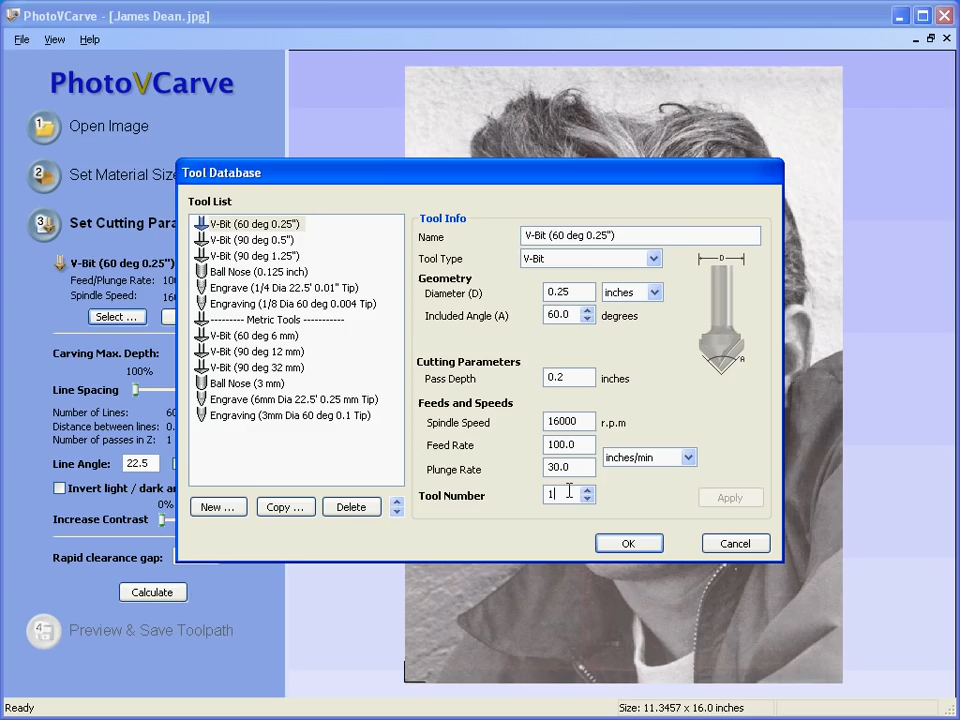 PhotoVCarve - [James Dean.jpg]
File View Help
PhotoVCarve
1 Open Image
2 Set Material Size
3 Set Cutting Para
V-Bit (60 deg 0.25")
Feed/Plunge Rate: 10
Spindle Speed: 16
Select ...
Carving Max. Depth:
100%
Line Spacing
Number of Lines: 60
Distance between lines: 0.
Number of passes in Z: 1
Line Angle: 22.5
Invert light / dark ar
0%
Increase Contrast
Rapid clearance gap:
Calculate
4 Preview & Save Toolpath
Tool Database
Tool List
V-Bit (60 deg 0.25")
V-Bit (90 deg 0.5")
V-Bit (90 deg 1.25")
Ball Nose (0.125 inch)
Engrave (1/4 Dia 22.5' 0.01" Tip)
Engraving (1/8 Dia 60 deg 0.004 Tip)
-------- Metric Tools -----------
V-Bit (60 deg 6 mm)
V-Bit (90 deg 12 mm)
V-Bit (90 deg 32 mm)
Ball Nose (3 mm)
Engrave (6mm Dia 22.5' 0.25 mm Tip)
Engraving (3mm Dia 60 deg 0.1 Tip)
New ... Copy ... Delete
Tool Info
Name V-Bit (60 deg 0.25")
Tool Type V-Bit
Geometry
Diameter (D) 0.25 inches
Included Angle (A) 60.0 degrees
D
A
Cutting Parameters
Pass Depth 0.2 inches
Feeds and Speeds
Spindle Speed 16000 r.p.m
Feed Rate 100.0
inches/min
Plunge Rate 30.0
Tool Number 1
Apply
OK Cancel
Ready
Size: 11.3457 x 16.0 inches